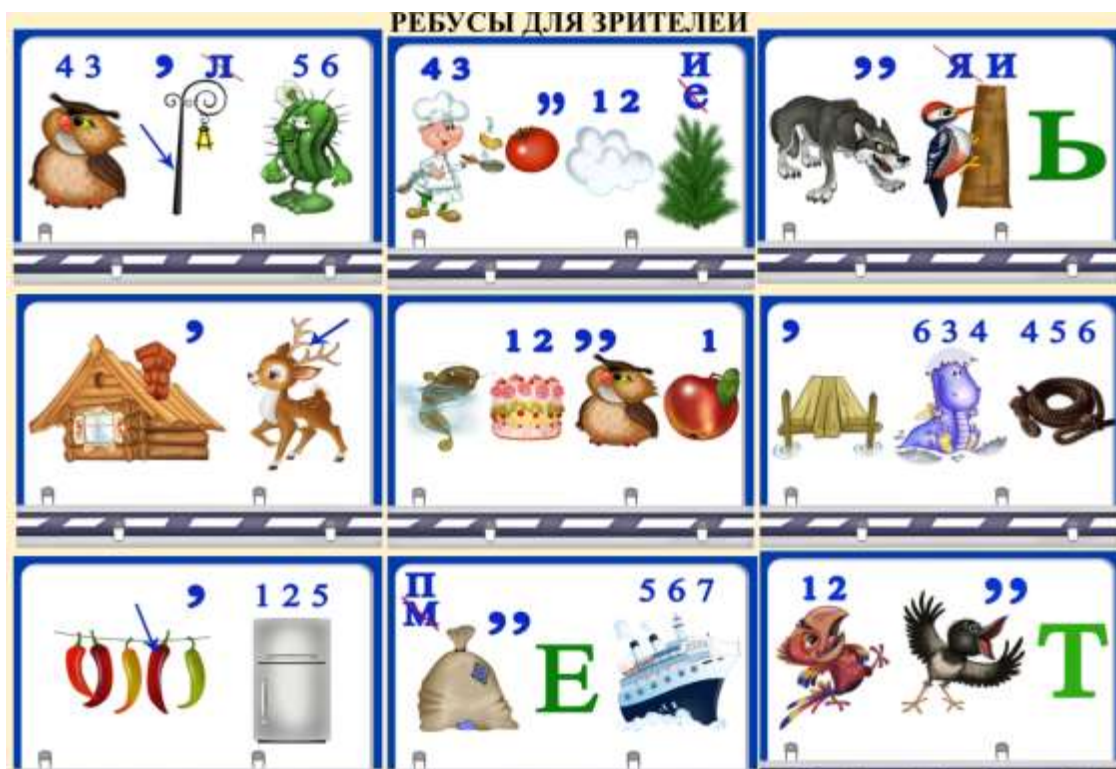 РЕБУСЫ ДЛЯ ЗРИТЕЛЕЙ
4 3 , Л 5 6
4 3 ,, 1 2 И
Е
,, Я И
Ь
,
1 2 ,, 1
, 6 3 4 4 5 6
, 1 2 5
П
М ,, 5 6 7
Е
1 2 ,,
Т